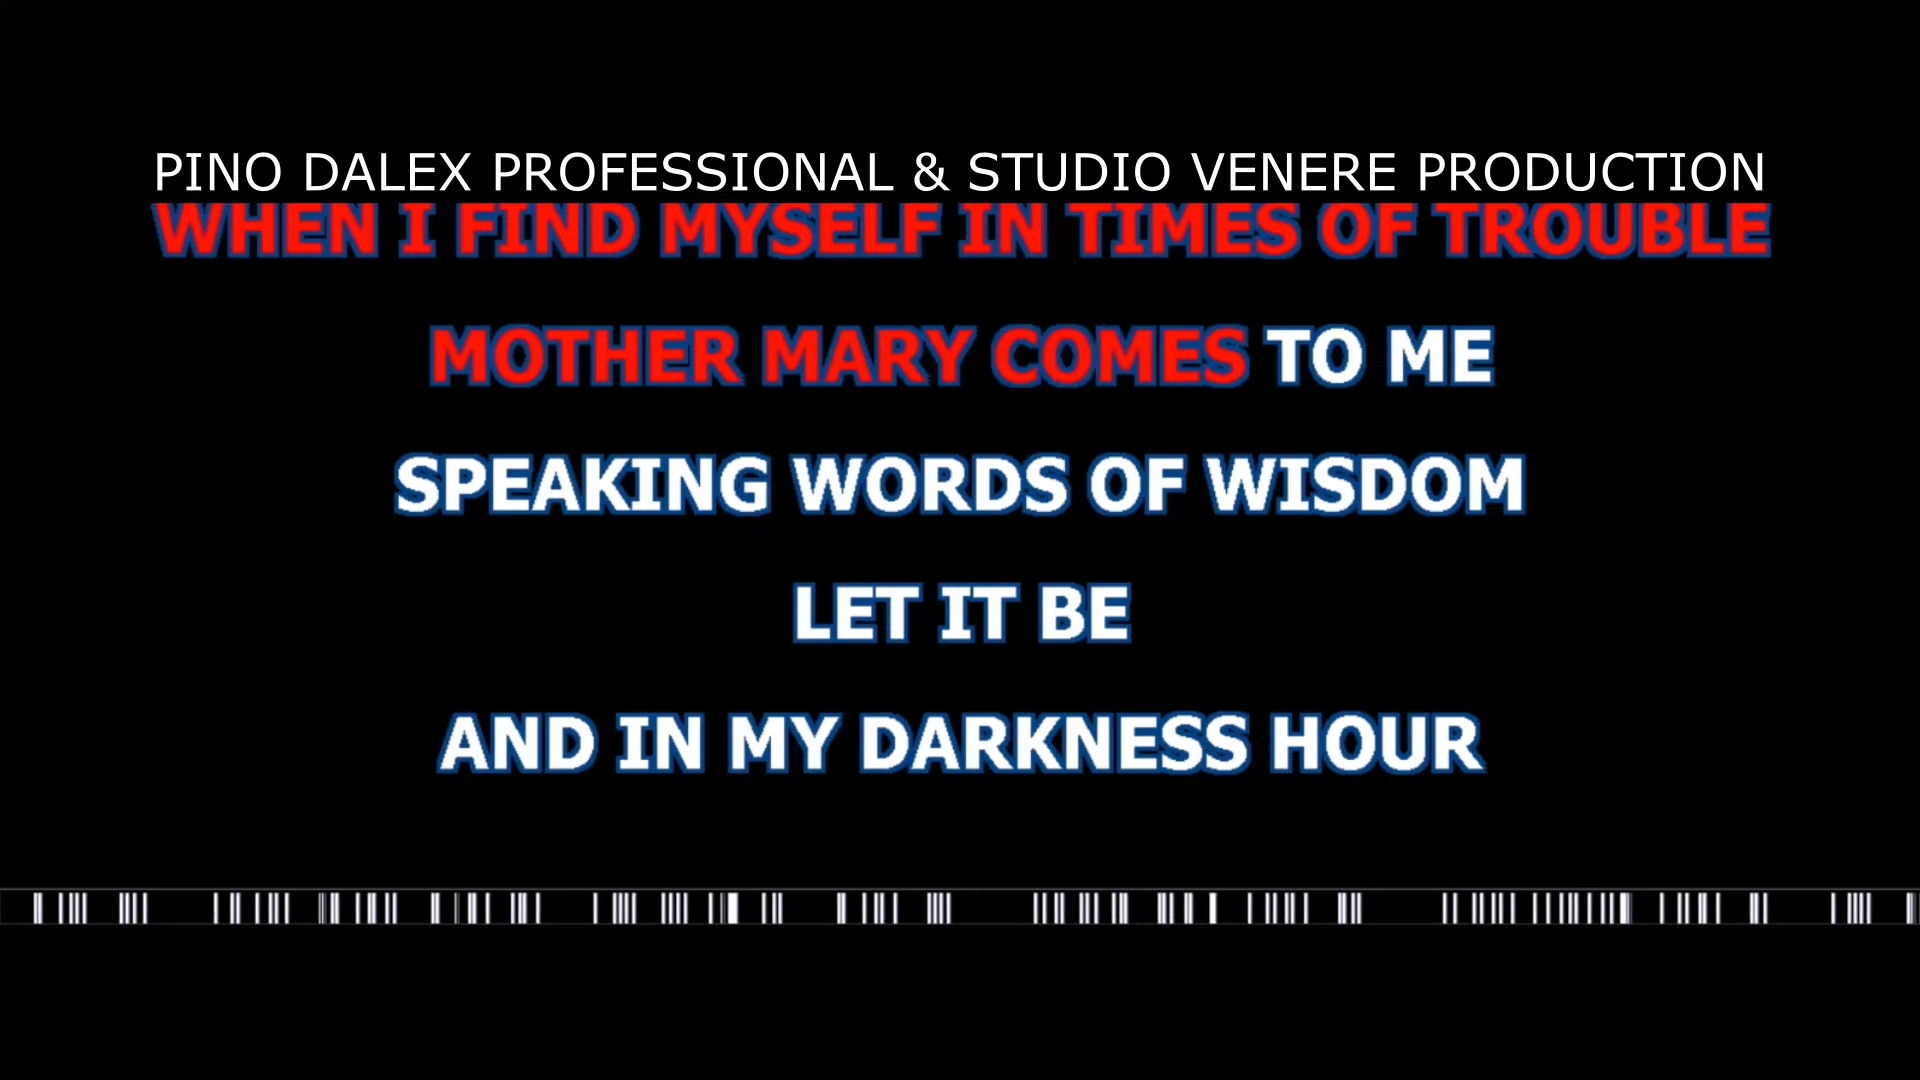 PINO DALEX PROFESSIONAL & STUDIO VENERE PRODUCTION
WHEN I FIND MYSELF IN TIMES OF TROUBLE
MOTHER MARY COMES TO ME
SPEAKING WORDS OF WISDOM
LET IT BE
AND IN MY DARKNESS HOUR